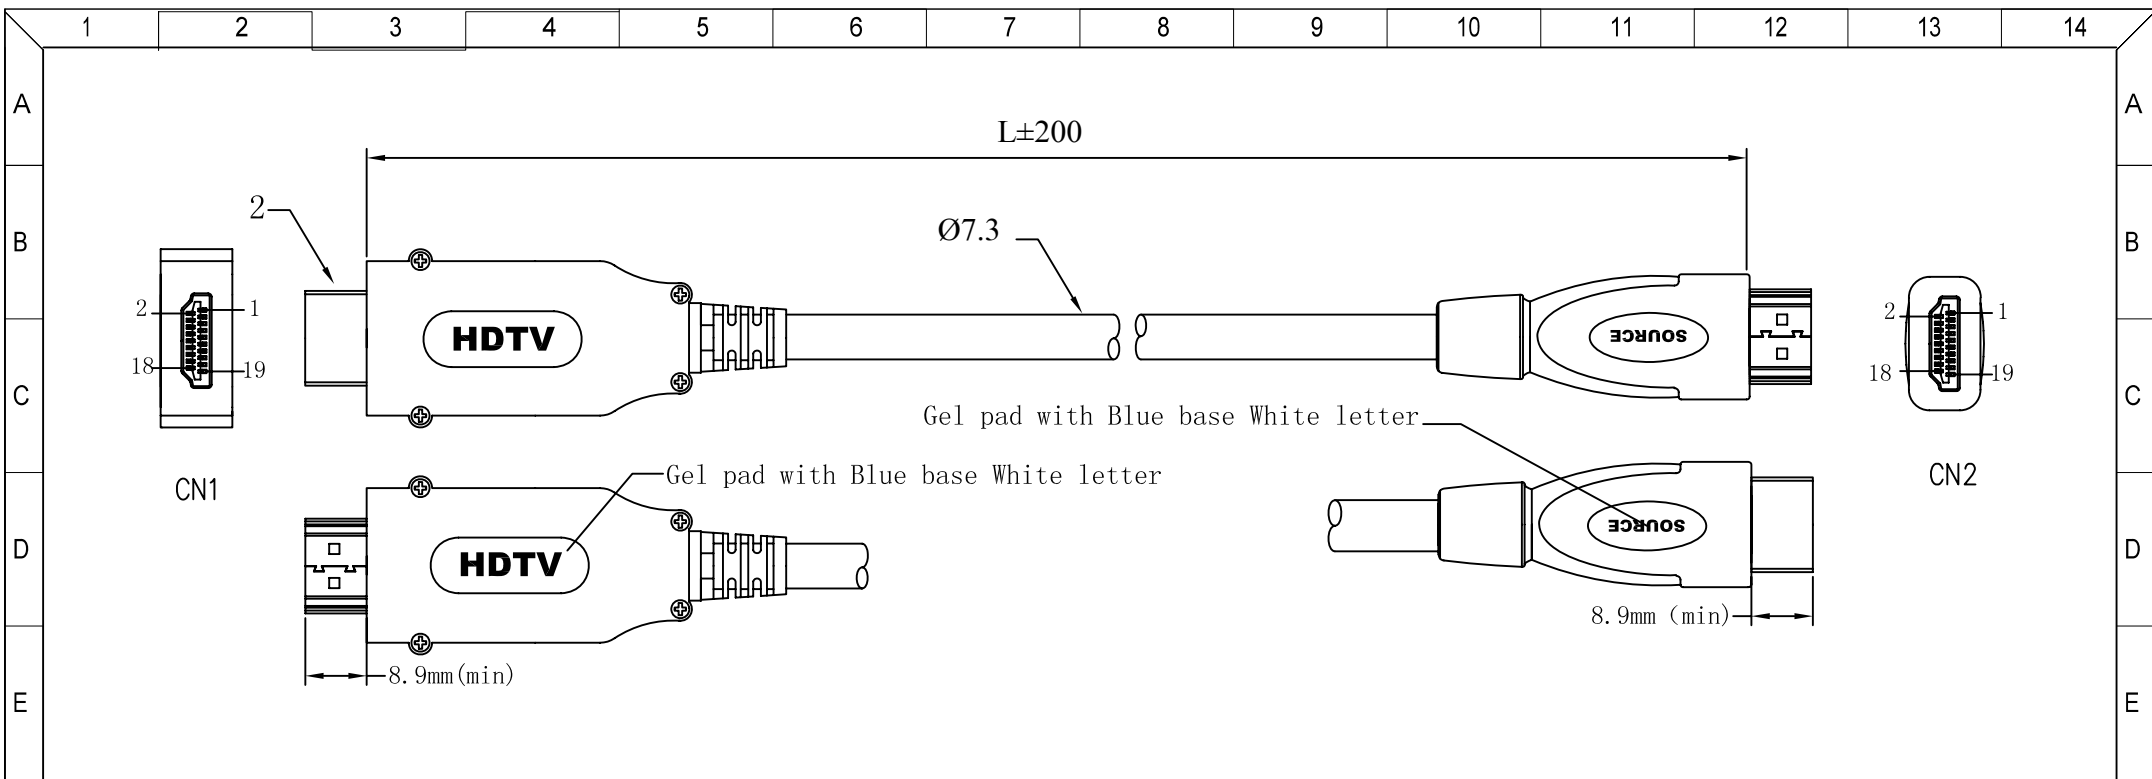 1 2 3 4 5 6 7 8 9 10 11 12 13 14
A A
L±200
2
B Ø7.3 B
HDTV
SOURCE
2 1
18 19
2 1
18 19
C C
Gel pad with Blue base White letter
Gel pad with Blue base White letter
CN1
CN2
HDTV
SOURCE
D D
8.9mm (min)
8.9mm(min)
E E